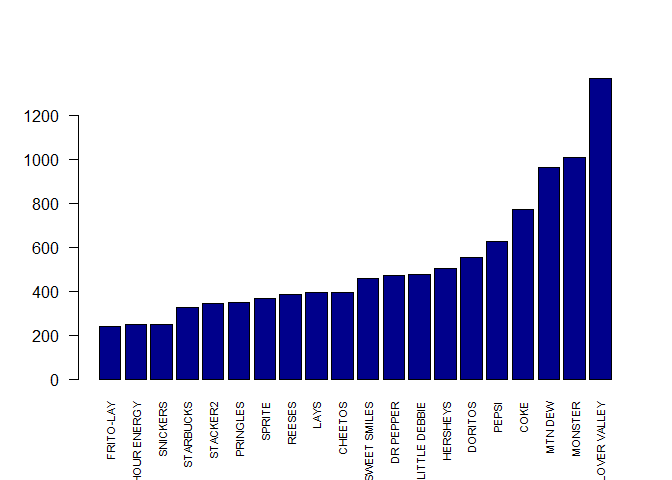 1200
1000
800
600
400
200
0
FRITO-LAY
HOUR ENERGY
SNICKERS
STARBUCKS
STACKER2
PRINGLES
SPRITE
REESES
LAYS
CHEETOS
SWEET SMILES
DR PEPPER
LITTLE DEBBIE
HERSHEYS
DORITOS
PEPSI
COKE
MTN DEW
MONSTER
LOVER VALLEY